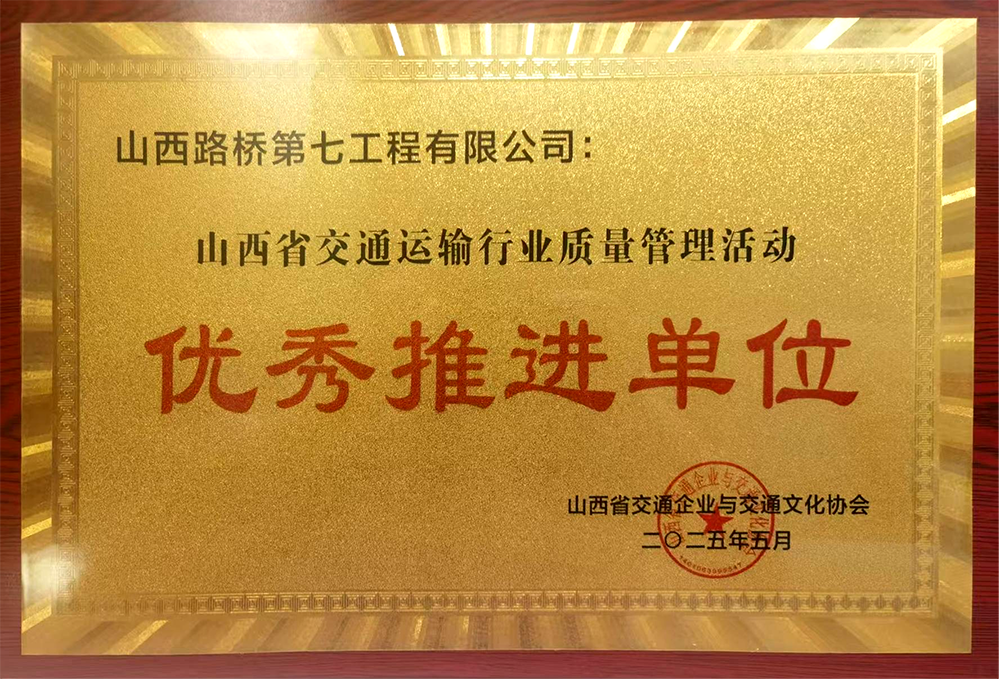 山西路桥第七工程有限公司：
山西省交通运输行业质量管理活动
优秀推进单位
山西省交通企业与交通文化协会
二〇二五年五月